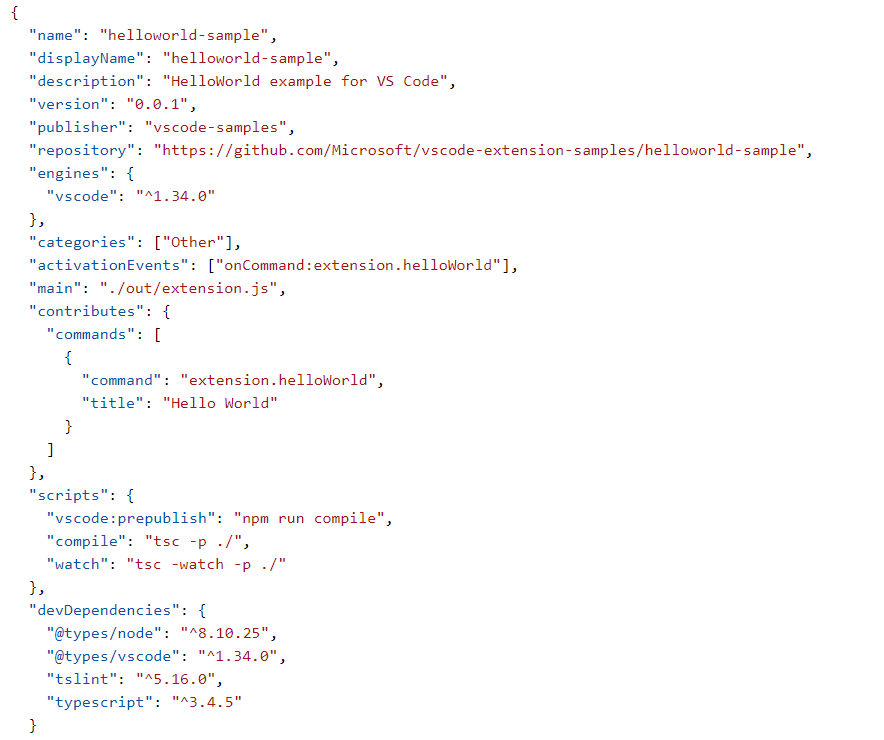 {
  "name": "helloworld-sample",
  "displayName": "helloworld-sample",
  "description": "HelloWorld example for VS Code",
  "version": "0.0.1",
  "publisher": "vscode-samples",
  "repository": "https://github.com/Microsoft/vscode-extension-samples/helloworld-sample",
  "engines": {
    "vscode": "^1.34.0"
  },
  "categories": ["Other"],
  "activationEvents": ["onCommand:extension.helloWorld"],
  "main": "./out/extension.js",
  "contributes": {
    "commands": [
      {
        "command": "extension.helloWorld",
        "title": "Hello World"
      }
    ]
  },
  "scripts": {
    "vscode:prepublish": "npm run compile",
    "compile": "tsc -p ./",
    "watch": "tsc -watch -p ./"
  },
  "devDependencies": {
    "@types/node": "^8.10.25",
    "@types/vscode": "^1.34.0",
    "tslint": "^5.16.0",
    "typescript": "^3.4.5"
  }